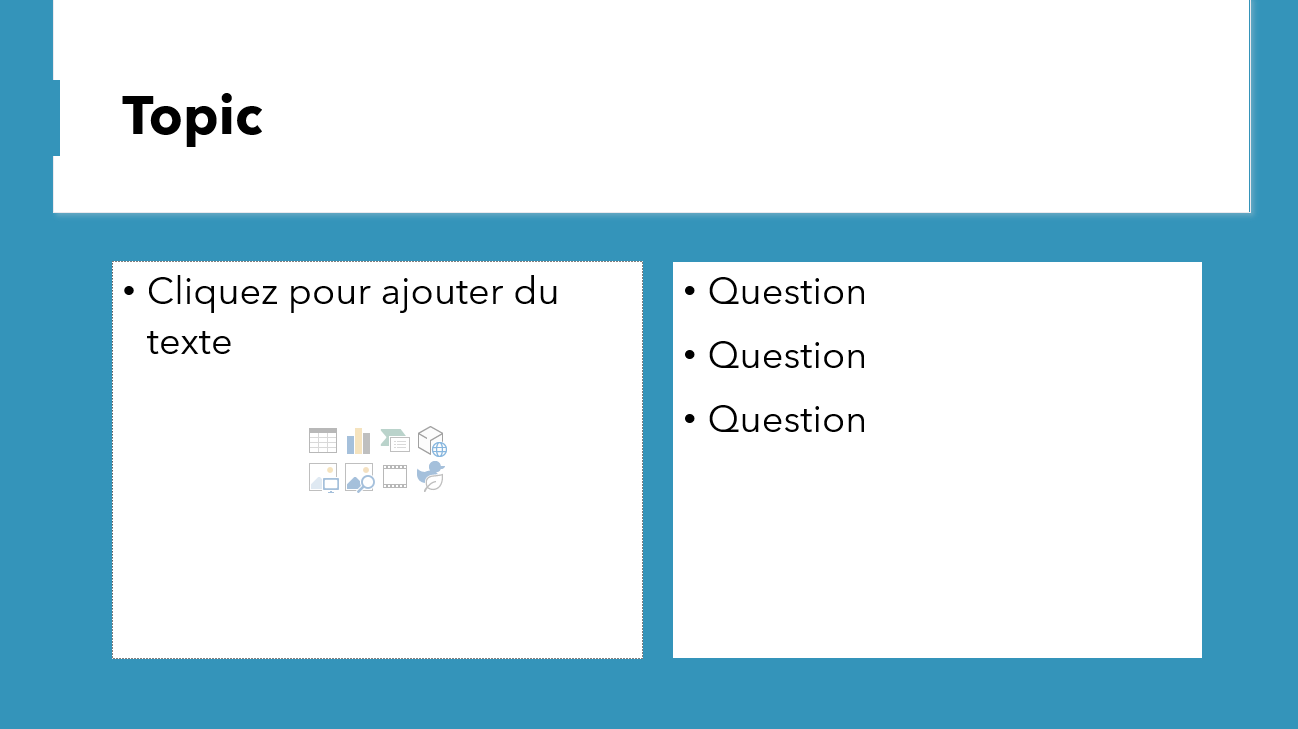 Topic
• Cliquez pour ajouter du
texte
• Question
• Question
• Question